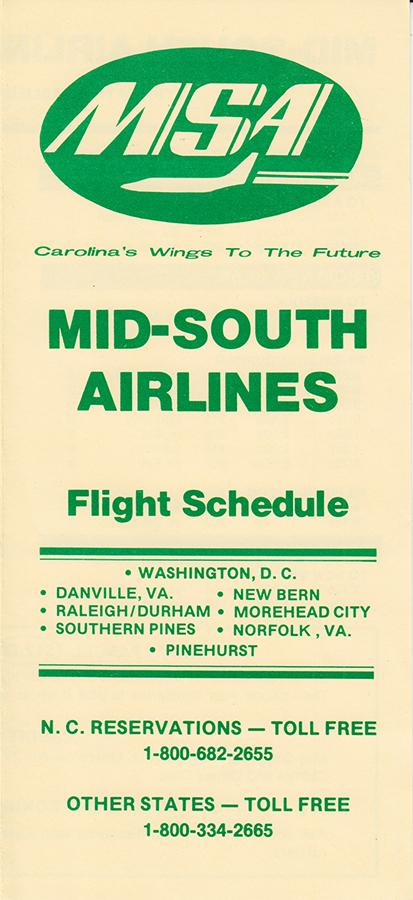 MSA
Carolina's Wings To The Future
MID-SOUTH
AIRLINES
Flight Schedule
• WASHINGTON, D. C.
• DANVILLE, VA. • NEW BERN
• RALEIGH/DURHAM • MOREHEAD CITY
• SOUTHERN PINES • NORFOLK , VA.
• PINEHURST
N. C. RESERVATIONS — TOLL FREE
1-800-682-2655
OTHER STATES — TOLL FREE
1-800-334-2665